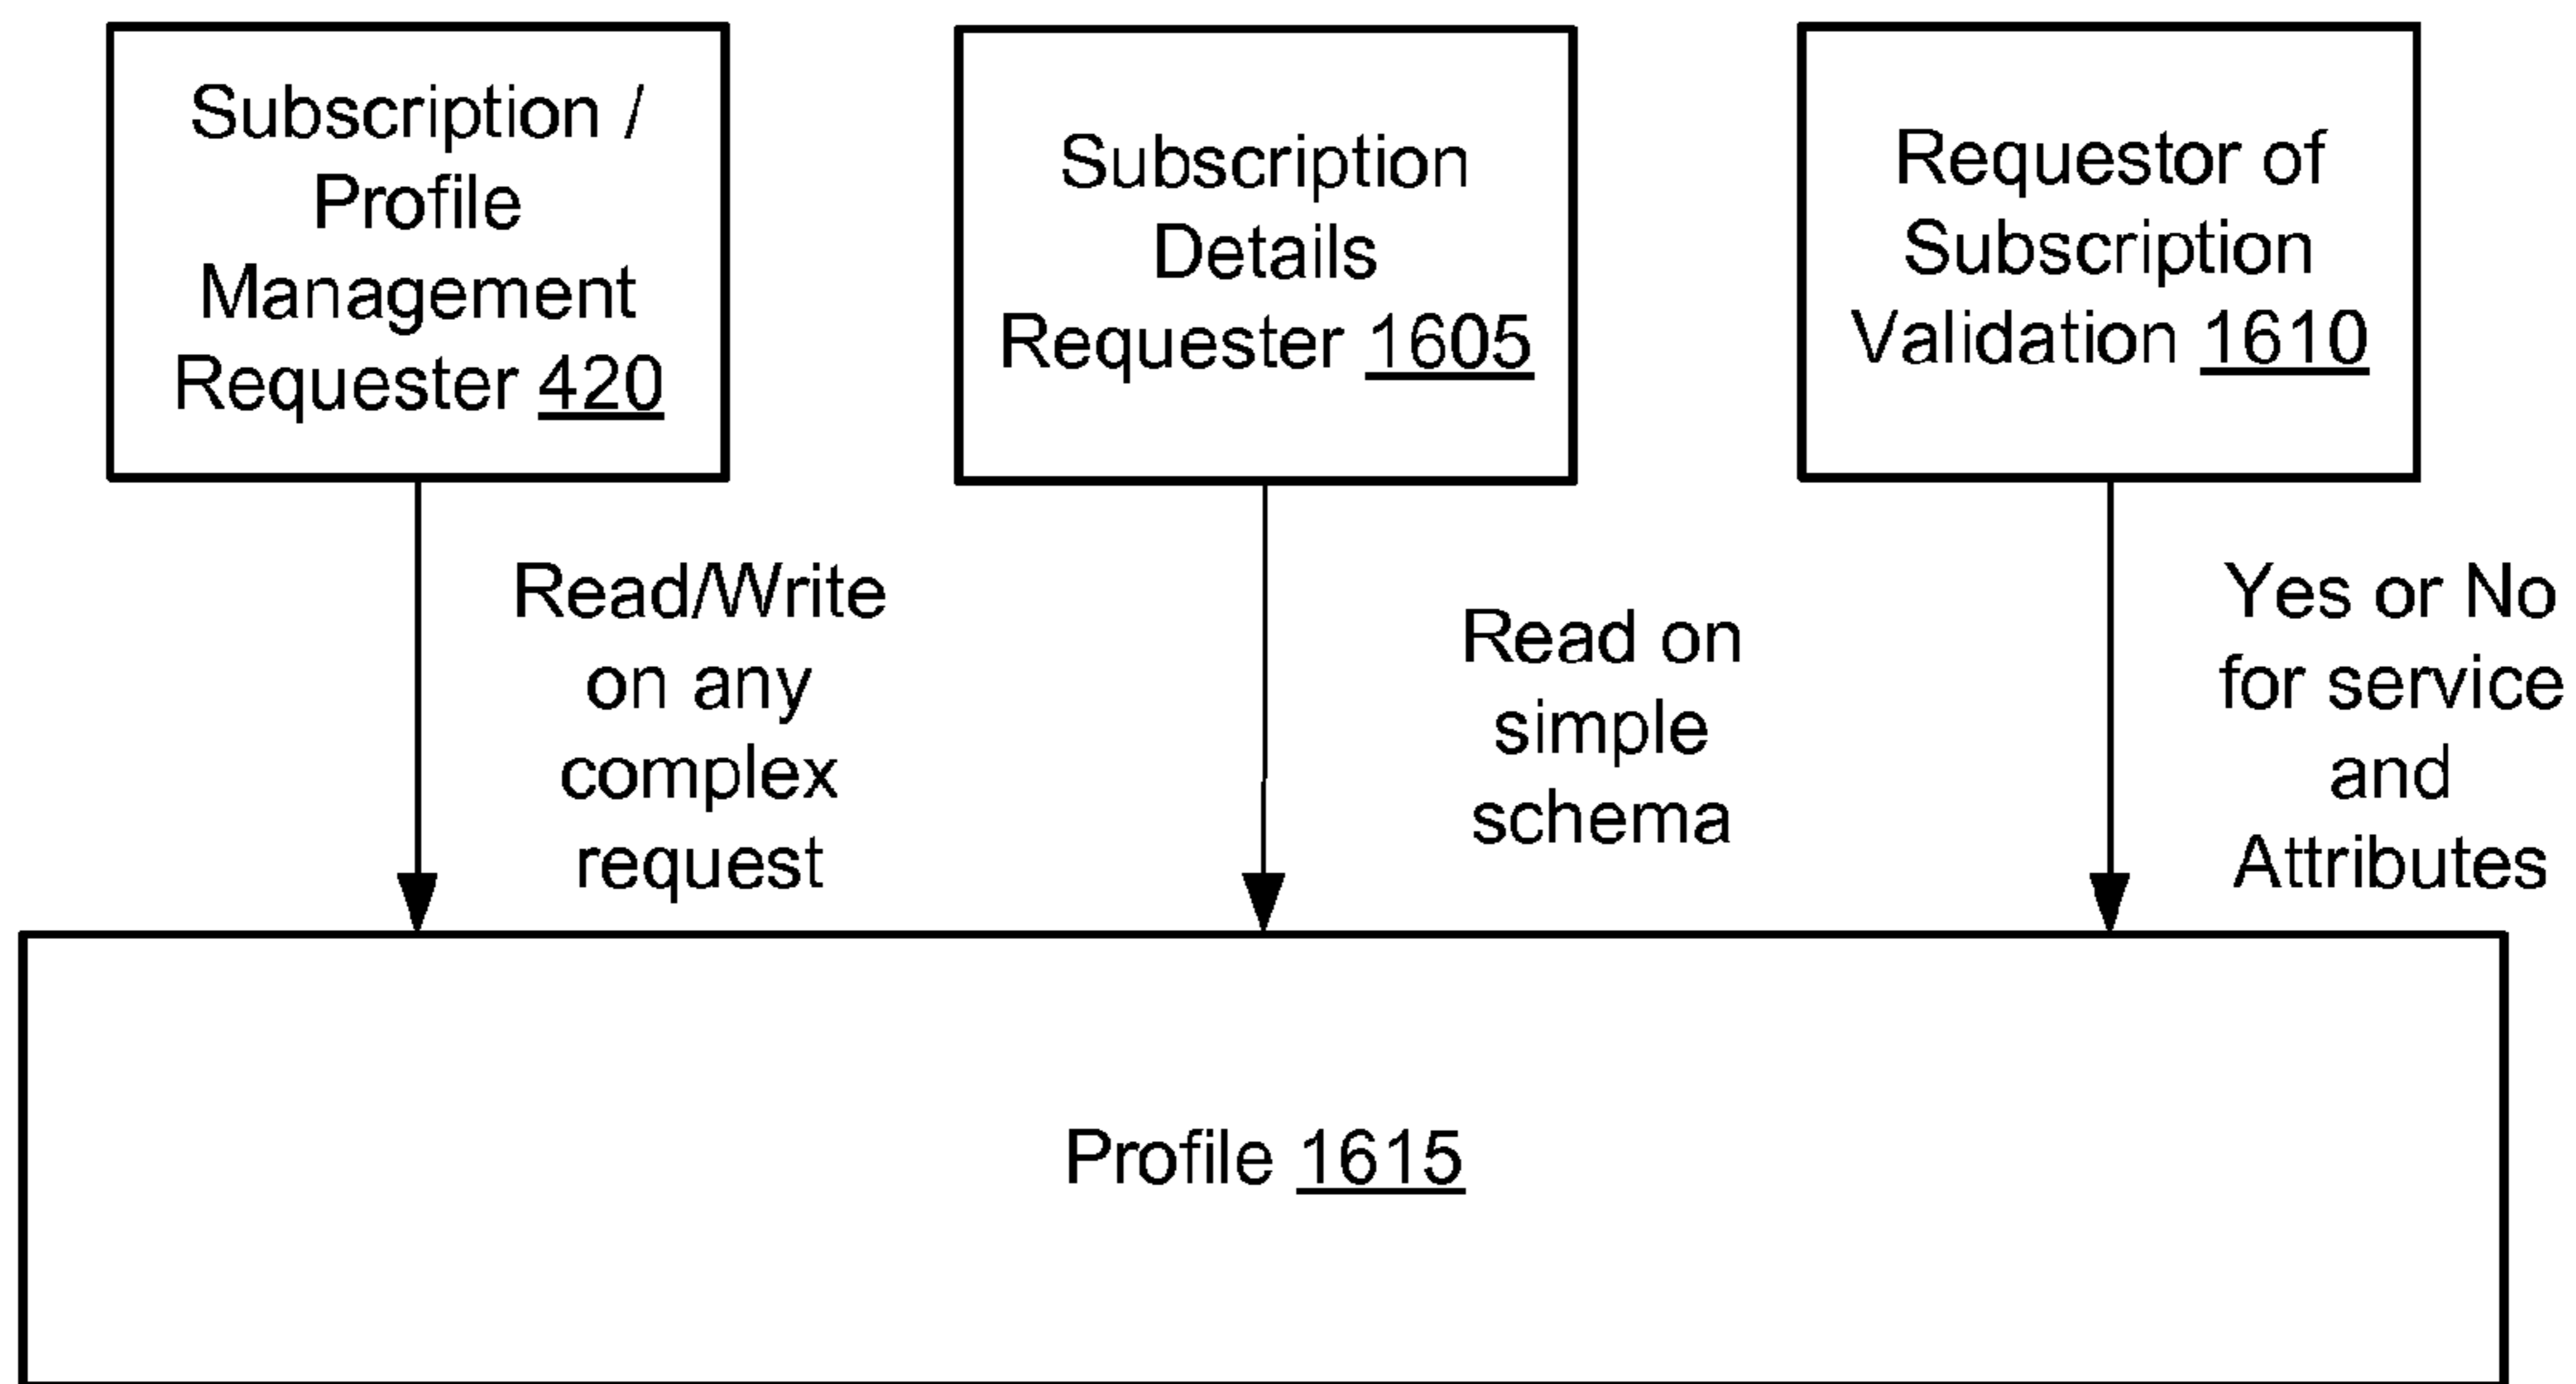 Subscription /
Profile
Management
Requester 420
Subscription
Details
Requester 1605
Requestor of
Subscription
Validation 1610
Read/Write
on any
complex
request
Read on
simple
schema
Yes or No
for service
and
Attributes
Profile 1615